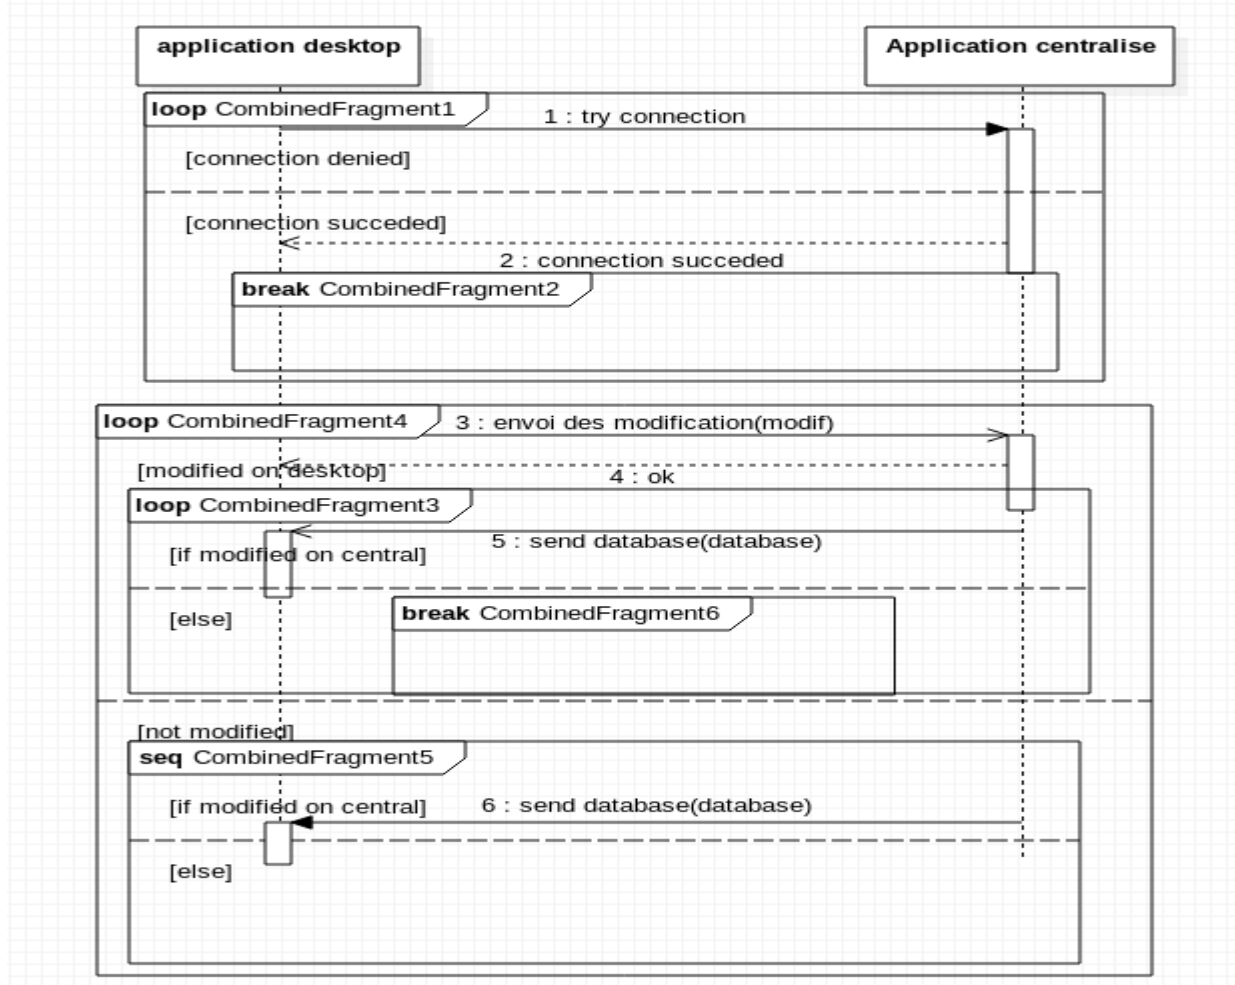 application desktop
Application centralise
loop CombinedFragment1
1 : try connection
[connection denied]
[connection succeded]
2 : connection succeded
break CombinedFragment2
loop CombinedFragment4
3 : envoi des modification(modif)
[modified on desktop]
4 : ok
loop CombinedFragment3
5 : send database(database)
[if modified on central]
break CombinedFragment6
[else]
[not modified]
seq CombinedFragment5
[if modified on central]
6 : send database(database)
[else]